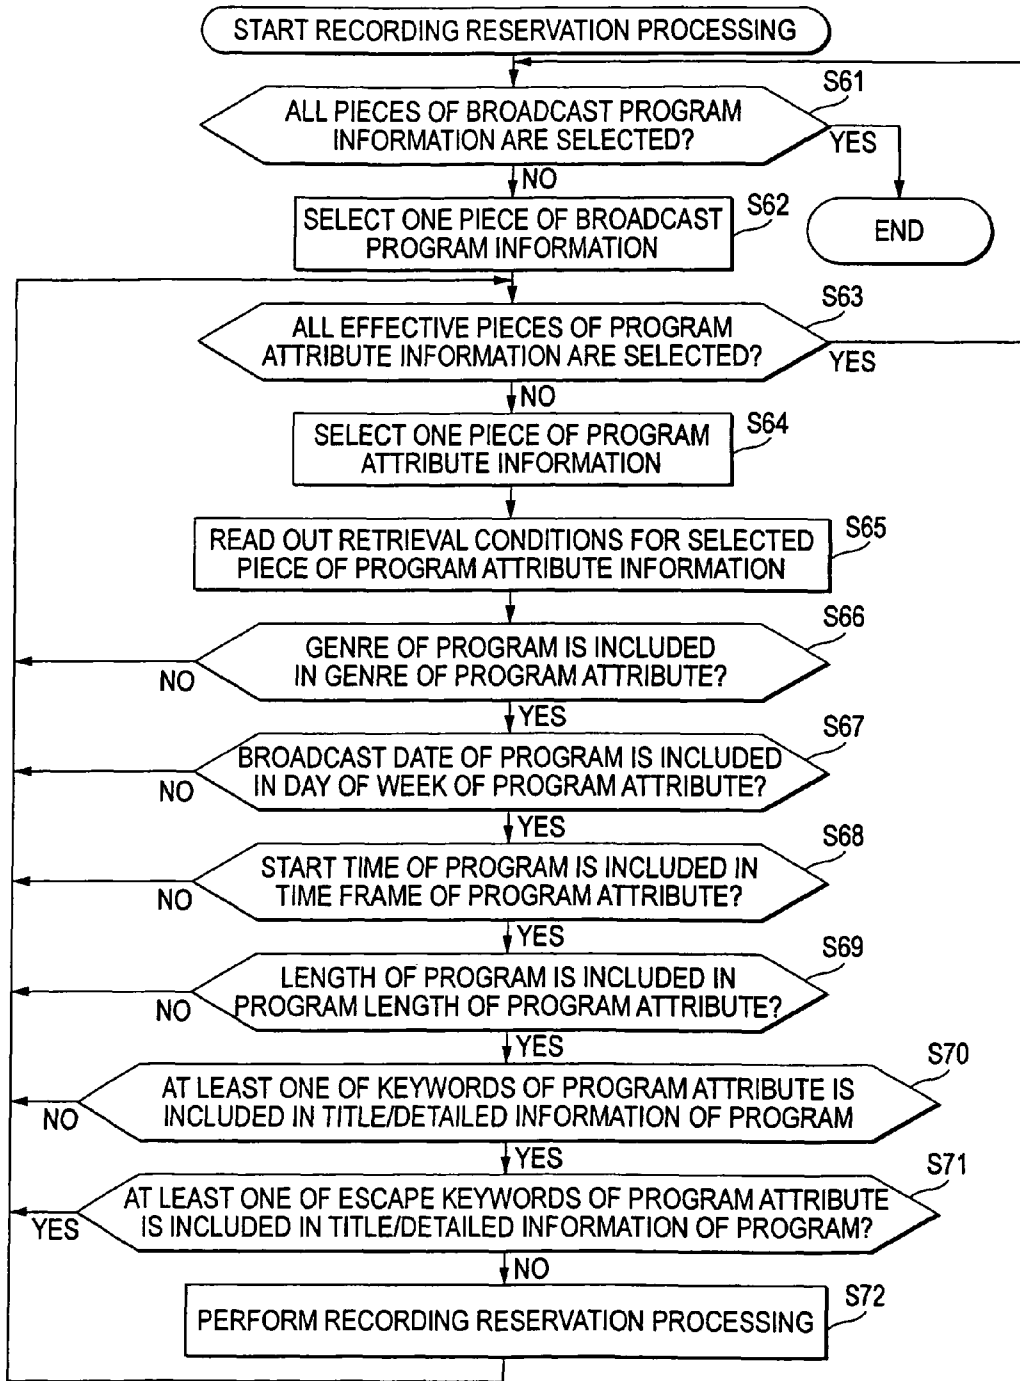 START RECORDING RESERVATION PROCESSING
S61
ALL PIECES OF BROADCAST PROGRAM
INFORMATION ARE SELECTED?
YES
NO
S62
SELECT ONE PIECE OF BROADCAST
PROGRAM INFORMATION
END
S63
ALL EFFECTIVE PIECES OF PROGRAM
ATTRIBUTE INFORMATION ARE SELECTED?
YES
NO
S64
SELECT ONE PIECE OF PROGRAM
ATTRIBUTE INFORMATION
S65
READ OUT RETRIEVAL CONDITIONS FOR SELECTED
PIECE OF PROGRAM ATTRIBUTE INFORMATION
S66
GENRE OF PROGRAM IS INCLUDED
IN GENRE OF PROGRAM ATTRIBUTE?
NO
YES
S67
BROADCAST DATE OF PROGRAM IS INCLUDED
IN DAY OF WEEK OF PROGRAM ATTRIBUTE?
NO
YES
S68
START TIME OF PROGRAM IS INCLUDED IN
TIME FRAME OF PROGRAM ATTRIBUTE?
NO
YES
S69
LENGTH OF PROGRAM IS INCLUDED IN
PROGRAM LENGTH OF PROGRAM ATTRIBUTE?
NO
YES
S70
AT LEAST ONE OF KEYWORDS OF PROGRAM ATTRIBUTE IS
INCLUDED IN TITLE/DETAILED INFORMATION OF PROGRAM
NO
YES
S71
AT LEAST ONE OF ESCAPE KEYWORDS OF PROGRAM ATTRIBUTE
IS INCLUDED IN TITLE/DETAILED INFORMATION OF PROGRAM?
YES
NO
S72
PERFORM RECORDING RESERVATION PROCESSING